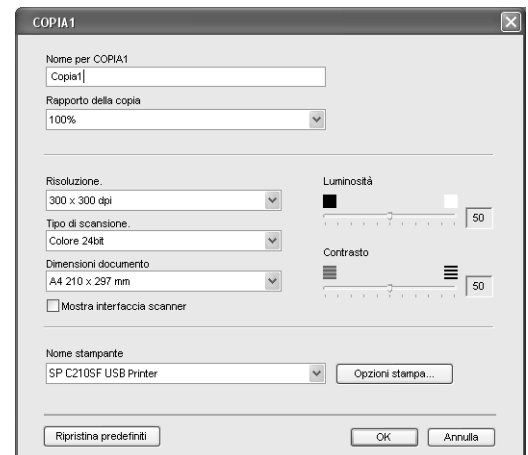 COPIA1
Nome per COPIA1
Copia1
Rapporto della copia
100%
Risoluzione.
300 x 300 dpi
Tipo di scansione.
Colore 24bit
Dimensioni documento
A4 210 x 297 mm
Mostra interfaccia scanner
Luminosità
50
Contrasto
50
Nome stampante
SP C210SF USB Printer
Opzioni stampa...
Ripristina predefiniti
OK
Annulla